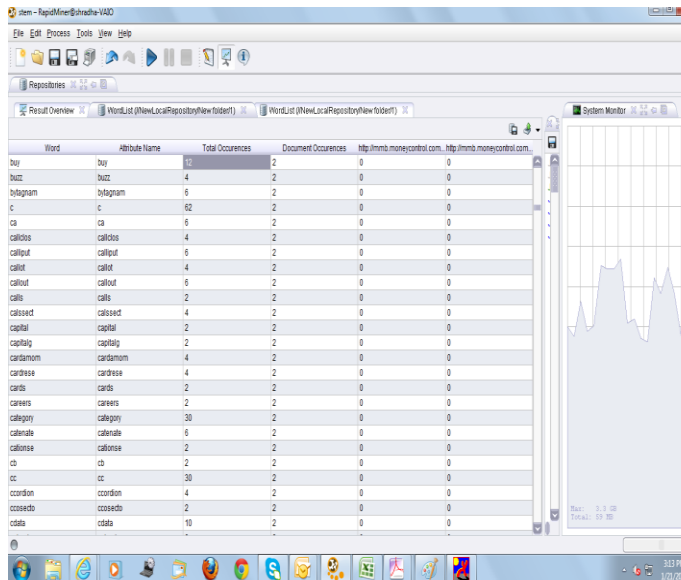 stem – RapidMiner@shradha-VAIO
File Edit Process Tools View Help
Repositories
Result Overview WordList (//NewLocalRepository/New folder/1) WordList (//NewLocalRepository/New folder/1) System Monitor
Word Attribute Name Total Occurences Document Occurences http://mmb.moneycontrol.com... http://mmb.moneycontrol.com...
buy buy 12 2 0 0
buzz buzz 4 2 0 0
bytagnam bytagnam 6 2 0 0
c c 62 2 0 0
ca ca 6 2 0 0
callclos callclos 4 2 0 0
calliput calliput 6 2 0 0
callot callot 4 2 0 0
callout callout 6 2 0 0
calls calls 2 2 0 0
calssect calssect 4 2 0 0
capital capital 2 2 0 0
capitalg capitalg 2 2 0 0
cardamom cardamom 4 2 0 0
cardrese cardrese 4 2 0 0
cards cards 2 2 0 0
careers careers 2 2 0 0
category category 30 2 0 0
catenate catenate 6 2 0 0
cationse cationse 2 2 0 0
cb cb 2 2 0 0
cc cc 30 2 0 0
ccordion ccordion 4 2 0 0
ccosecto ccosecto 2 2 0 0
cdata cdata 10 2 0 0
Max: 3.3 GB
Total: 89 MB
3:13 P